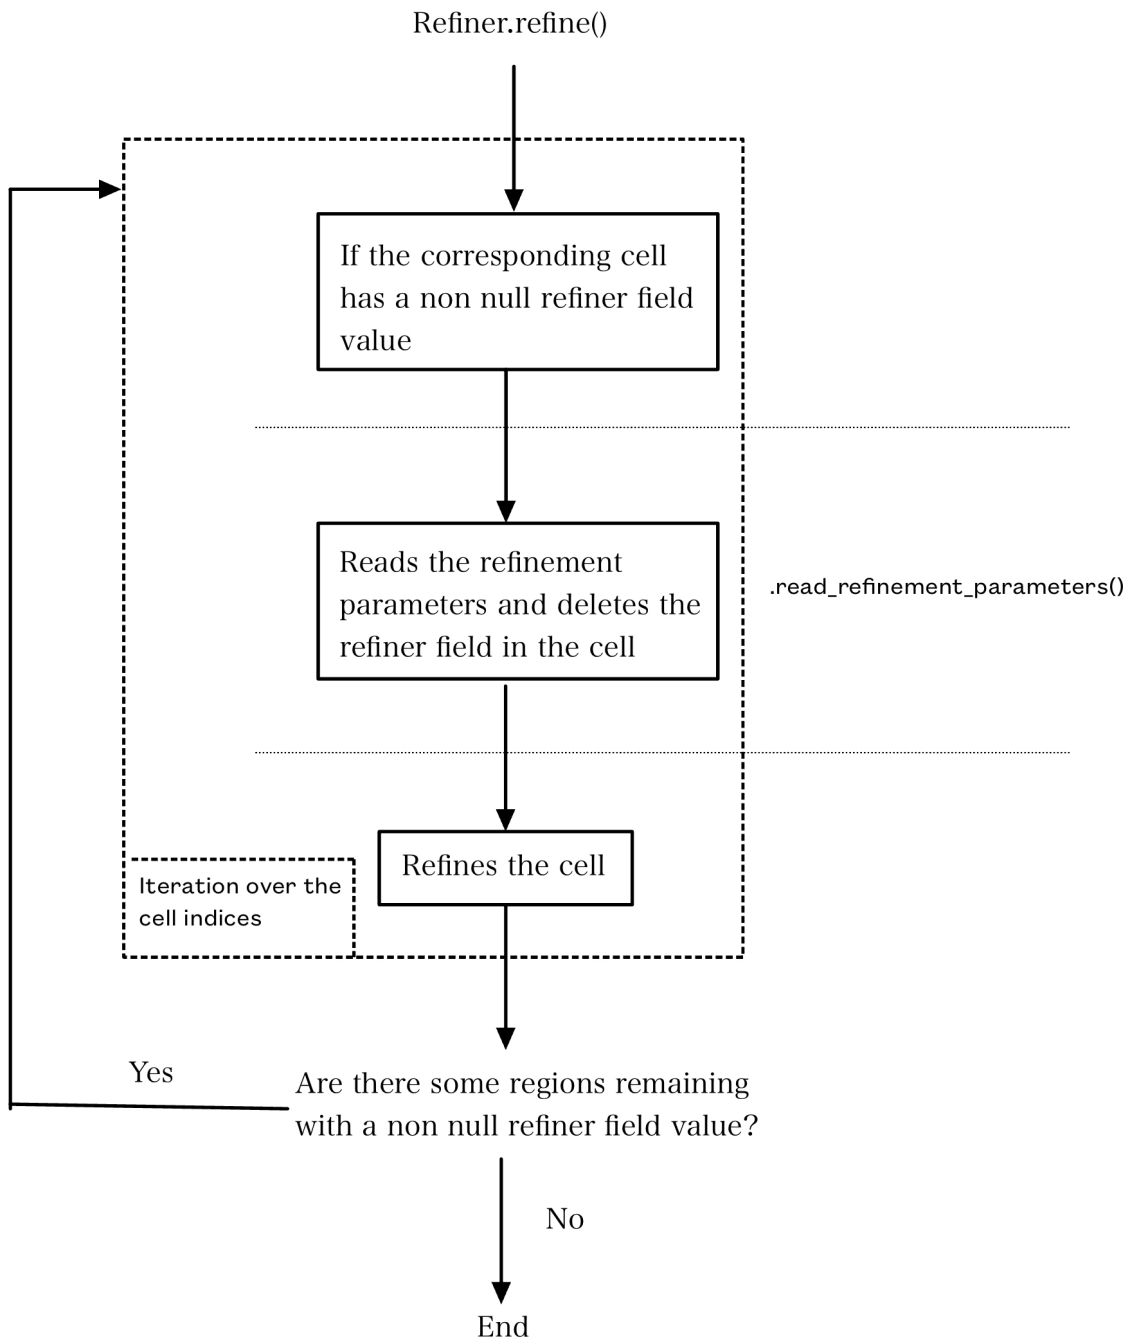 Refiner.refine()
If the corresponding cell
has a non null refiner field
value
Reads the refinement
parameters and deletes the
refiner field in the cell
.read_refinement_parameters()
Refines the cell
Iteration over the
cell indices
Yes
Are there some regions remaining
with a non null refiner field value?
No
End